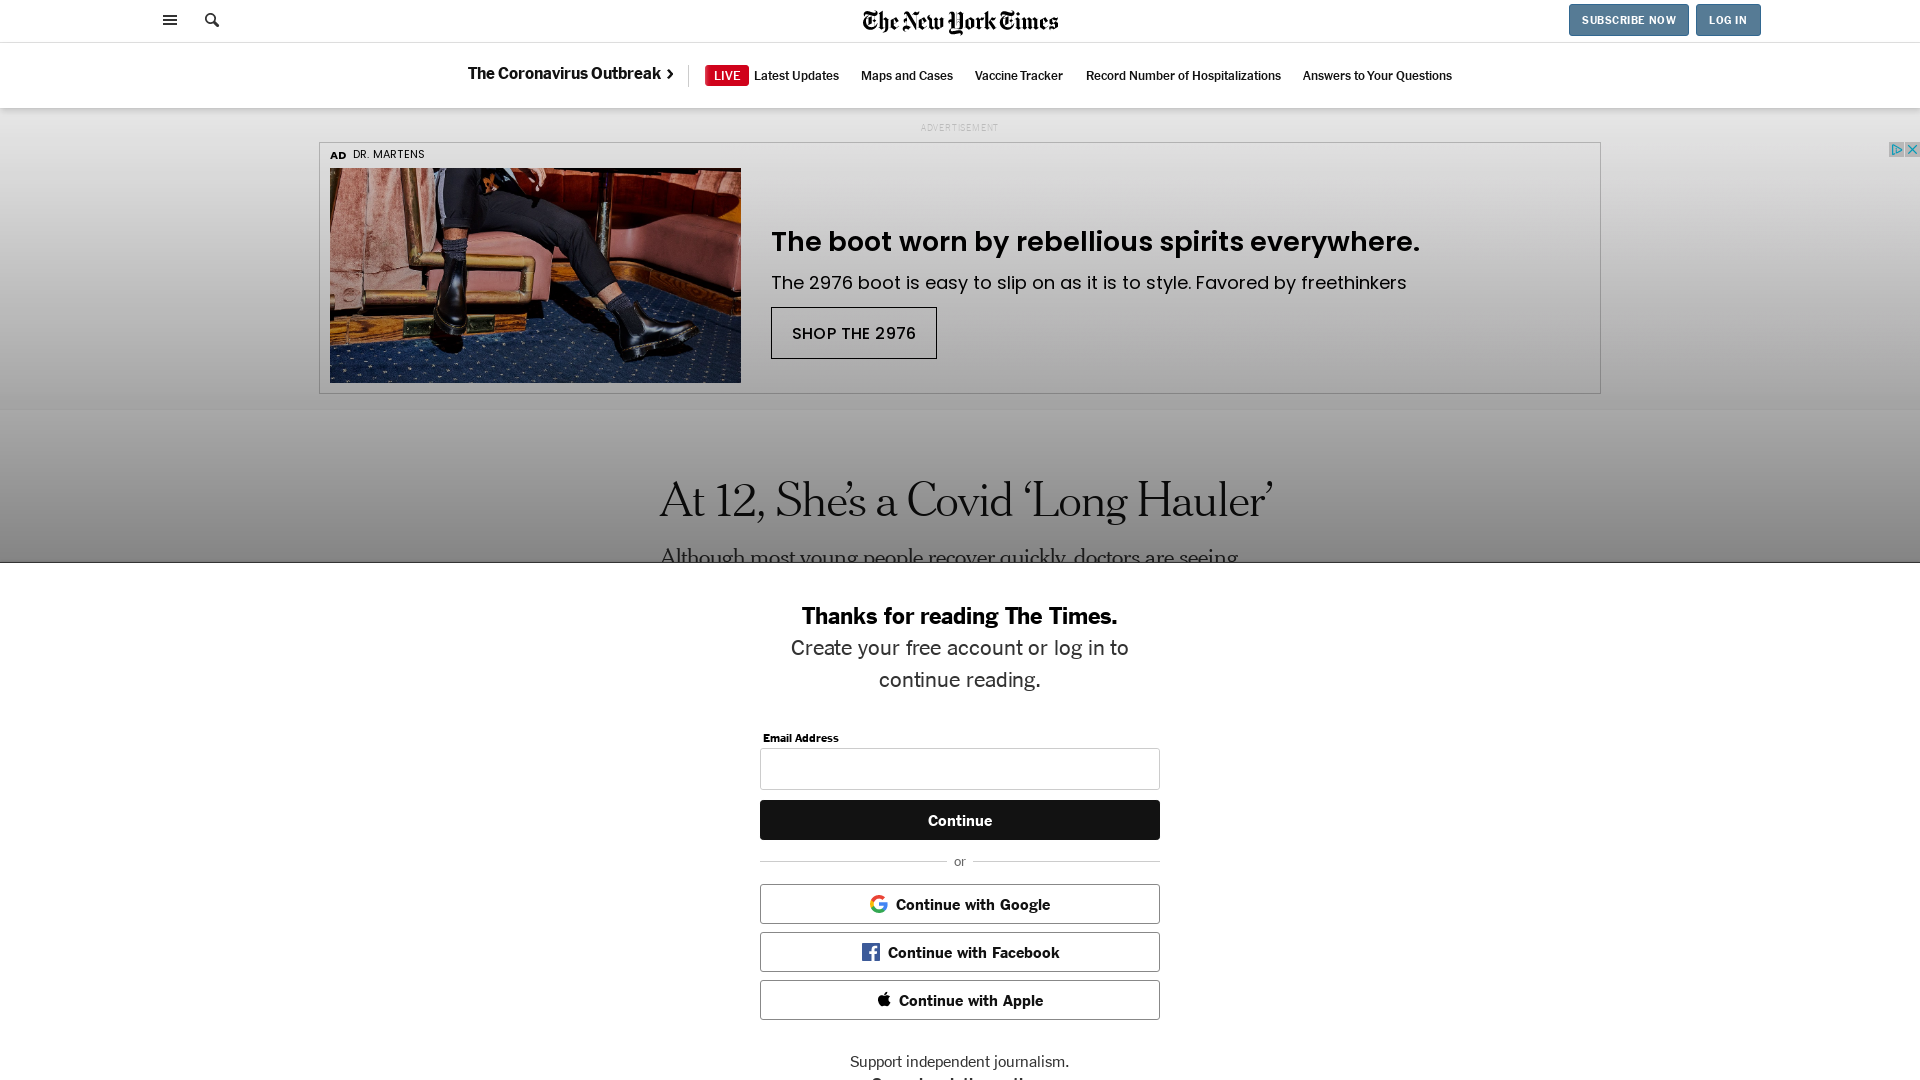 The New York Times
SUBSCRIBE NOW
LOG IN
The Coronavirus Outbreak
LIVE Latest Updates
Maps and Cases
Vaccine Tracker
Record Number of Hospitalizations
Answers to Your Questions
ADVERTISEMENT
AD DR. MARTENS
The boot worn by rebellious spirits everywhere.
The 2976 boot is easy to slip on as it is to style. Favored by freethinkers
SHOP THE 2976
At 12, She’s a Covid ‘Long Hauler’
Although most young people recover quickly, doctors are seeing
Thanks for reading The Times.
Create your free account or log in to
continue reading.
Email Address
Continue
or
Continue with Google
Continue with Facebook
Continue with Apple
Support independent journalism.